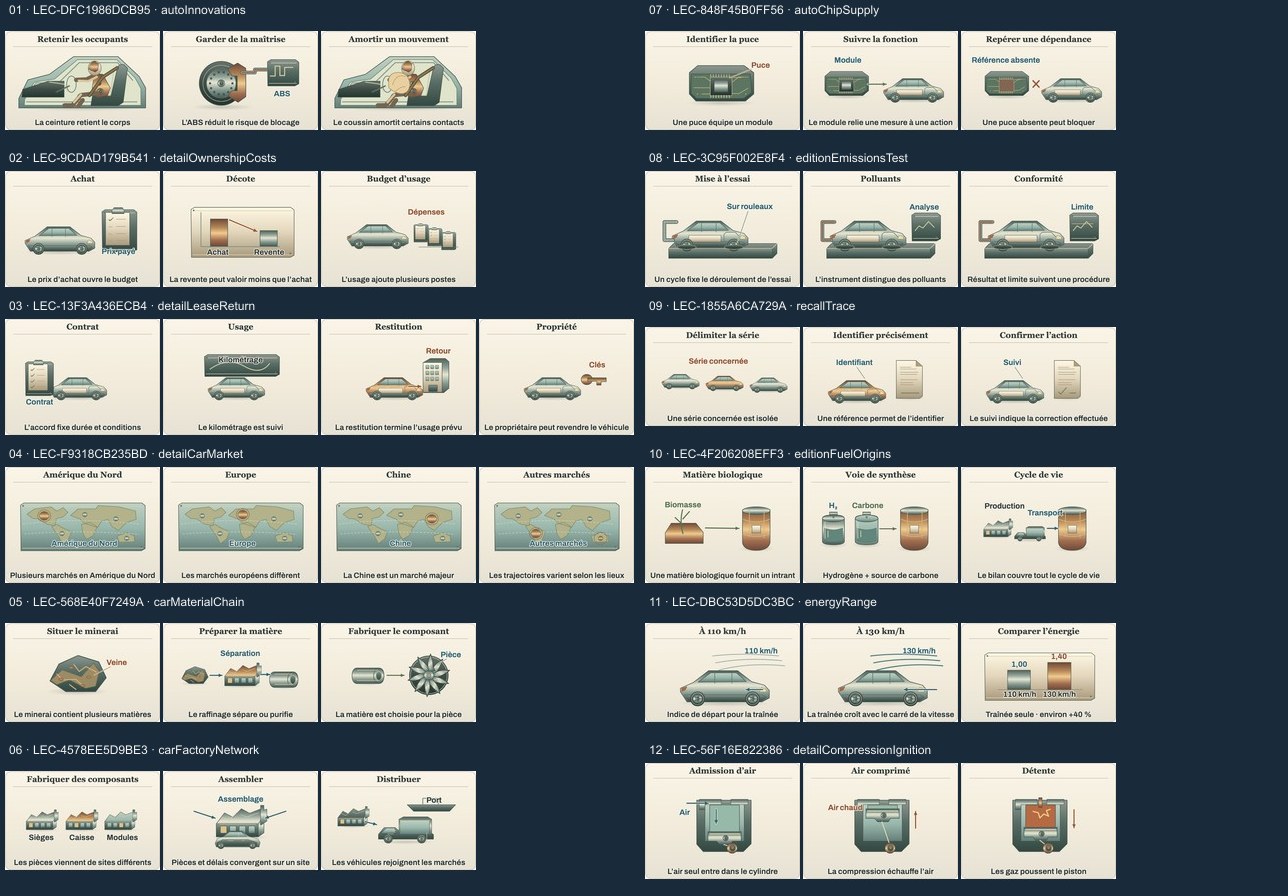 01 · LEC-DFC1986DCB95 · autoInnovations
Retenir les occupants
La ceinture retient le corps
Garder de la maîtrise
ABS
L'ABS réduit le risque de blocage
Amortir un mouvement
Le coussin amortit certains contacts
02 · LEC-9CDAD179B541 · detailOwnershipCosts
Achat
Prix payé
Le prix d'achat ouvre le budget
Décote
Achat
Revente
La revente peut valoir moins que l'achat
Budget d'usage
Dépenses
L'usage ajoute plusieurs postes
03 · LEC-13F3A436ECB4 · detailLeaseReturn
Contrat
Contrat
L'accord fixe durée et conditions
Usage
Kilométrage
Le kilométrage est suivi
Restitution
Retour
La restitution termine l'usage prévu
Propriété
Clés
Le propriétaire peut revendre le véhicule
04 · LEC-F9318CB235BD · detailCarMarket
Amérique du Nord
Amérique du Nord
Plusieurs marchés en Amérique du Nord
Europe
Europe
Les marchés européens diffèrent
Chine
Chine
La Chine est un marché majeur
Autres marchés
Autres marchés
Les trajectoires varient selon les lieux
05 · LEC-568E40F7249A · carMaterialChain
Situer le minerai
Veine
Le minerai contient plusieurs matières
Préparer la matière
Séparation
Le raffinage sépare ou purifie
Fabriquer le composant
Pièce
La matière est choisie pour la pièce
06 · LEC-4578EE5D9BE3 · carFactoryNetwork
Fabriquer des composants
Sièges
Caisse
Modules
Les pièces viennent de sites différents
Assembler
Assemblage
Pièces et délais convergent sur un site
Distribuer
Port
Les véhicules rejoignent les marchés
07 · LEC-848F45B0FF56 · autoChipSupply
Identifier la puce
Puce
Une puce équipe un module
Suivre la fonction
Module
Le module relie une mesure à une action
Repérer une dépendance
Référence absente
Une puce absente peut bloquer
08 · LEC-3C95F002E8F4 · editionEmissionsTest
Mise à l'essai
Sur rouleaux
Un cycle fixe le déroulement de l'essai
Polluants
Analyse
L'instrument distingue des polluants
Conformité
Limite
Résultat et limite suivent une procédure
09 · LEC-1855A6CA729A · recallTrace
Délimiter la série
Série concernée
Une série concernée est isolée
Identifier précisément
Identifiant
Une référence permet de l'identifier
Confirmer l'action
Suivi
Le suivi indique la correction effectuée
10 · LEC-4F206208EFF3 · editionFuelOrigins
Matière biologique
Biomasse
Une matière biologique fournit un intrant
Voie de synthèse
H₂
Carbone
Hydrogène + source de carbone
Cycle de vie
Production
Transport
Le bilan couvre tout le cycle de vie
11 · LEC-DBC53D5DC3BC · energyRange
À 110 km/h
110 km/h
Indice de départ pour la traînée
À 130 km/h
130 km/h
La traînée croît avec le carré de la vitesse
Comparer l'énergie
1,00
1,40
110 km/h
130 km/h
Traînée seule · environ +40 %
12 · LEC-56F16E822386 · detailCompressionIgnition
Admission d'air
Air
L'air seul entre dans le cylindre
Air comprimé
Air chaud
La compression échauffe l'air
Détente
Les gaz poussent le piston